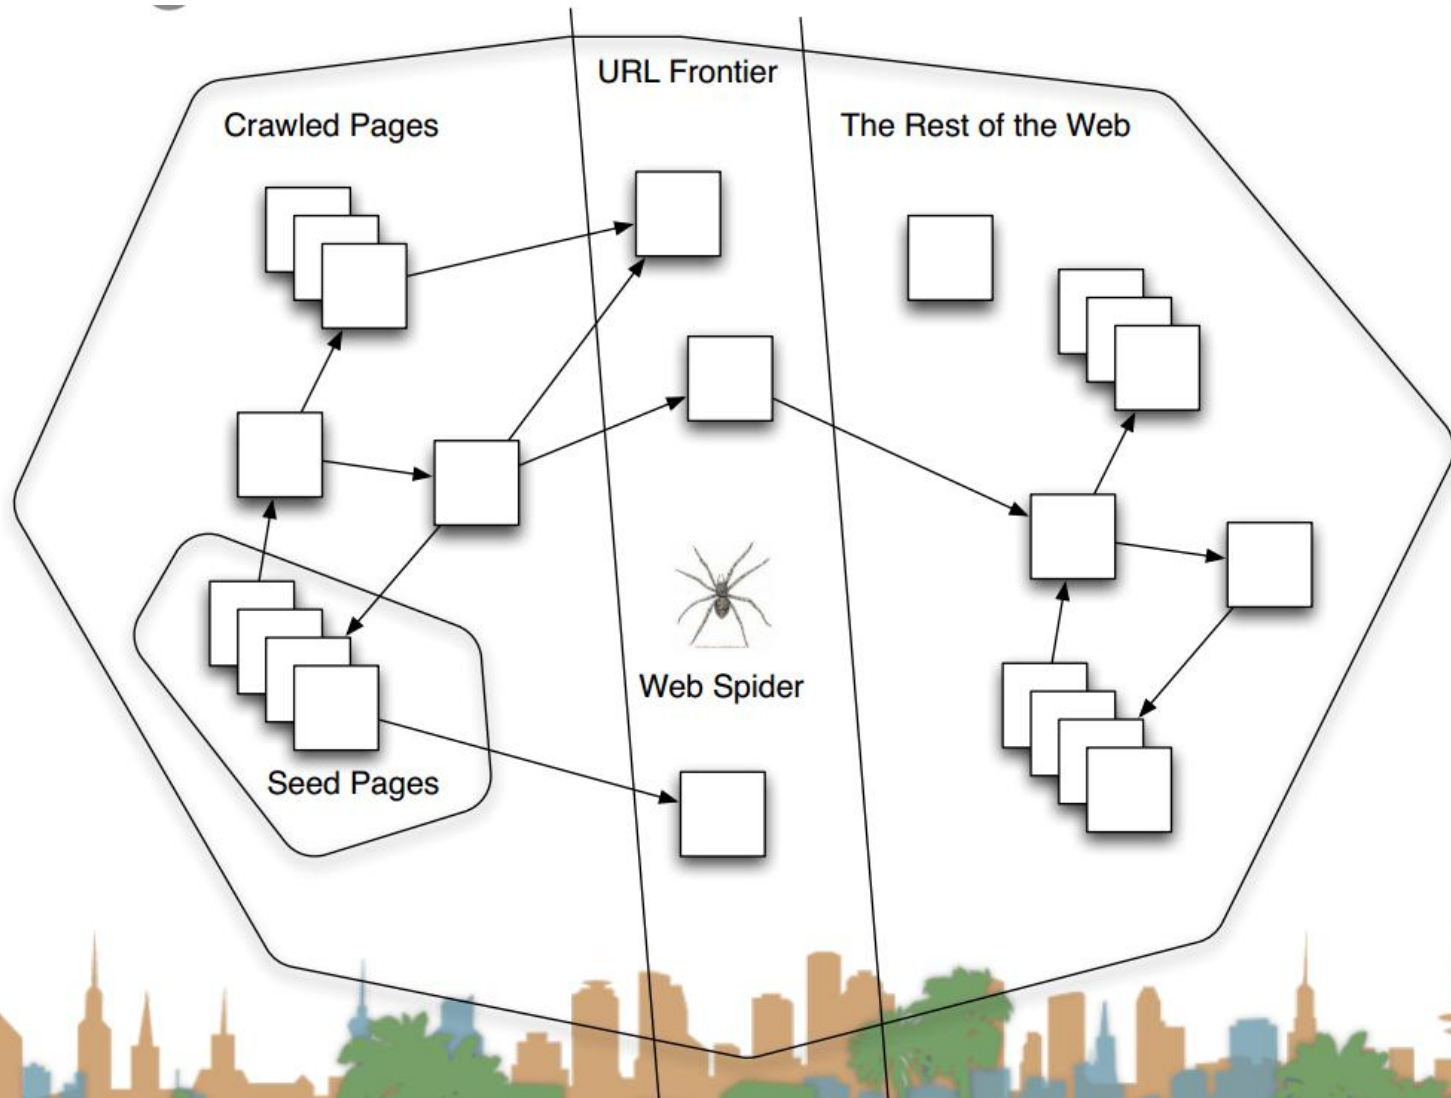 URL Frontier
Crawled Pages
The Rest of the Web
Web Spider
Seed Pages